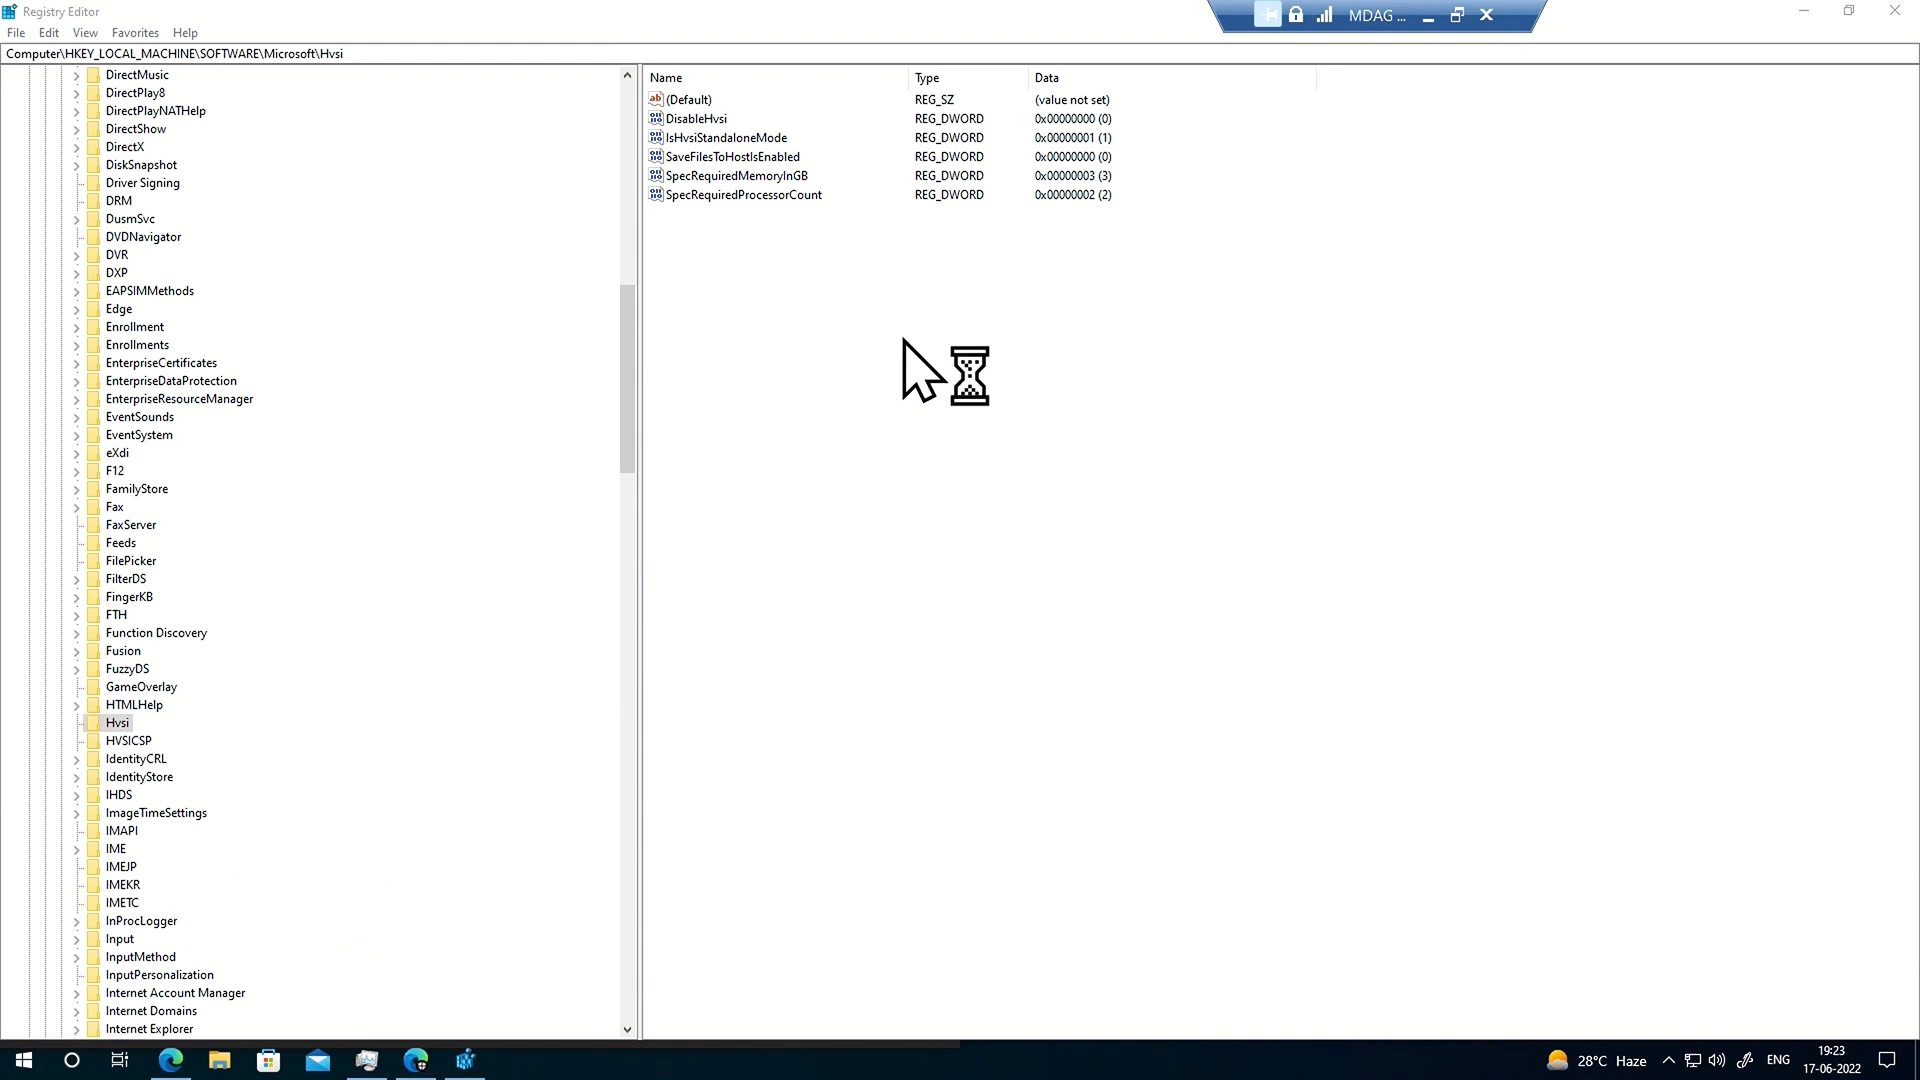 Registry Editor
MDAG ...
File Edit View Favorites Help
Computer\HKEY_LOCAL_MACHINE\SOFTWARE\Microsoft\Hvsi
DirectMusic
DirectPlay8
DirectPlayNATHelp
DirectShow
DirectX
DiskSnapshot
Driver Signing
DRM
DusmSvc
DVDNavigator
DVR
DXP
EAPSIMMethods
Edge
Enrollment
Enrollments
EnterpriseCertificates
EnterpriseDataProtection
EnterpriseResourceManager
EventSounds
EventSystem
eXdi
F12
FamilyStore
Fax
FaxServer
Feeds
FilePicker
FilterDS
FingerKB
FTH
Function Discovery
Fusion
FuzzyDS
GameOverlay
HTMLHelp
Hvsi
HVSICSP
IdentityCRL
IdentityStore
IHDS
ImageTimeSettings
IMAPI
IME
IMEJP
IMEKR
IMETC
InProcLogger
Input
InputMethod
InputPersonalization
Internet Account Manager
Internet Domains
Internet Explorer
Name Type Data
(Default) REG_SZ (value not set)
DisableHvsi REG_DWORD 0x00000000 (0)
IsHvsiStandaloneMode REG_DWORD 0x00000001 (1)
SaveFilesToHostIsEnabled REG_DWORD 0x00000000 (0)
SpecRequiredMemoryInGB REG_DWORD 0x00000003 (3)
SpecRequiredProcessorCount REG_DWORD 0x00000002 (2)
28°C Haze ENG 19:23
17-06-2022